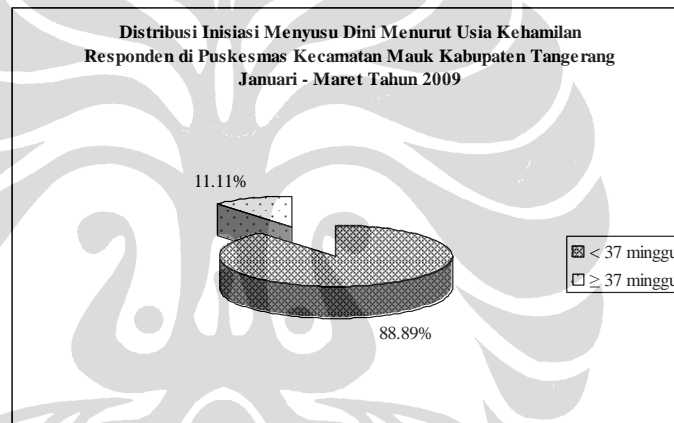 Distribusi Inisiasi Menyusu Dini Menurut Usia Kehamilan
Responden di Puskesmas Kecamatan Mauk Kabupaten Tangerang
Januari - Maret Tahun 2009
11.11%
88.89%
< 37 minggu
≥ 37 minggu